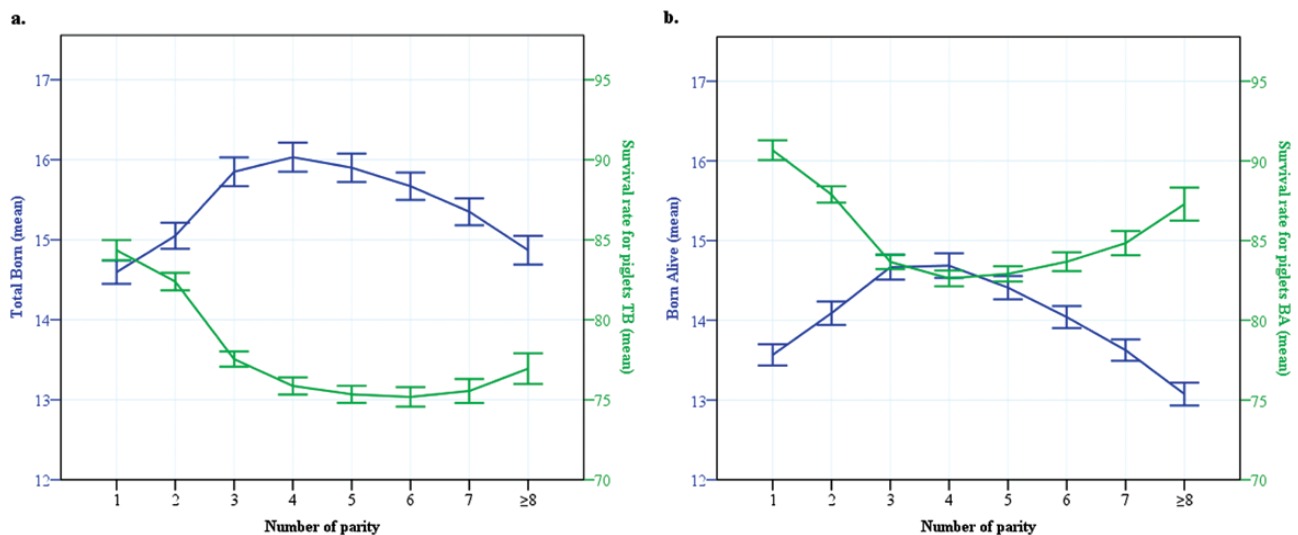 a.
Total Born (mean)
17
16
15
14
13
12
95
90
85
80
75
70
Survival rate for piglets TB (mean)
1 2 3 4 5 6 7 ≥8
Number of parity
b.
Born Alive (mean)
17
16
15
14
13
12
95
90
85
80
75
70
Survival rate for piglets BA (mean)
1 2 3 4 5 6 7 ≥8
Number of parity